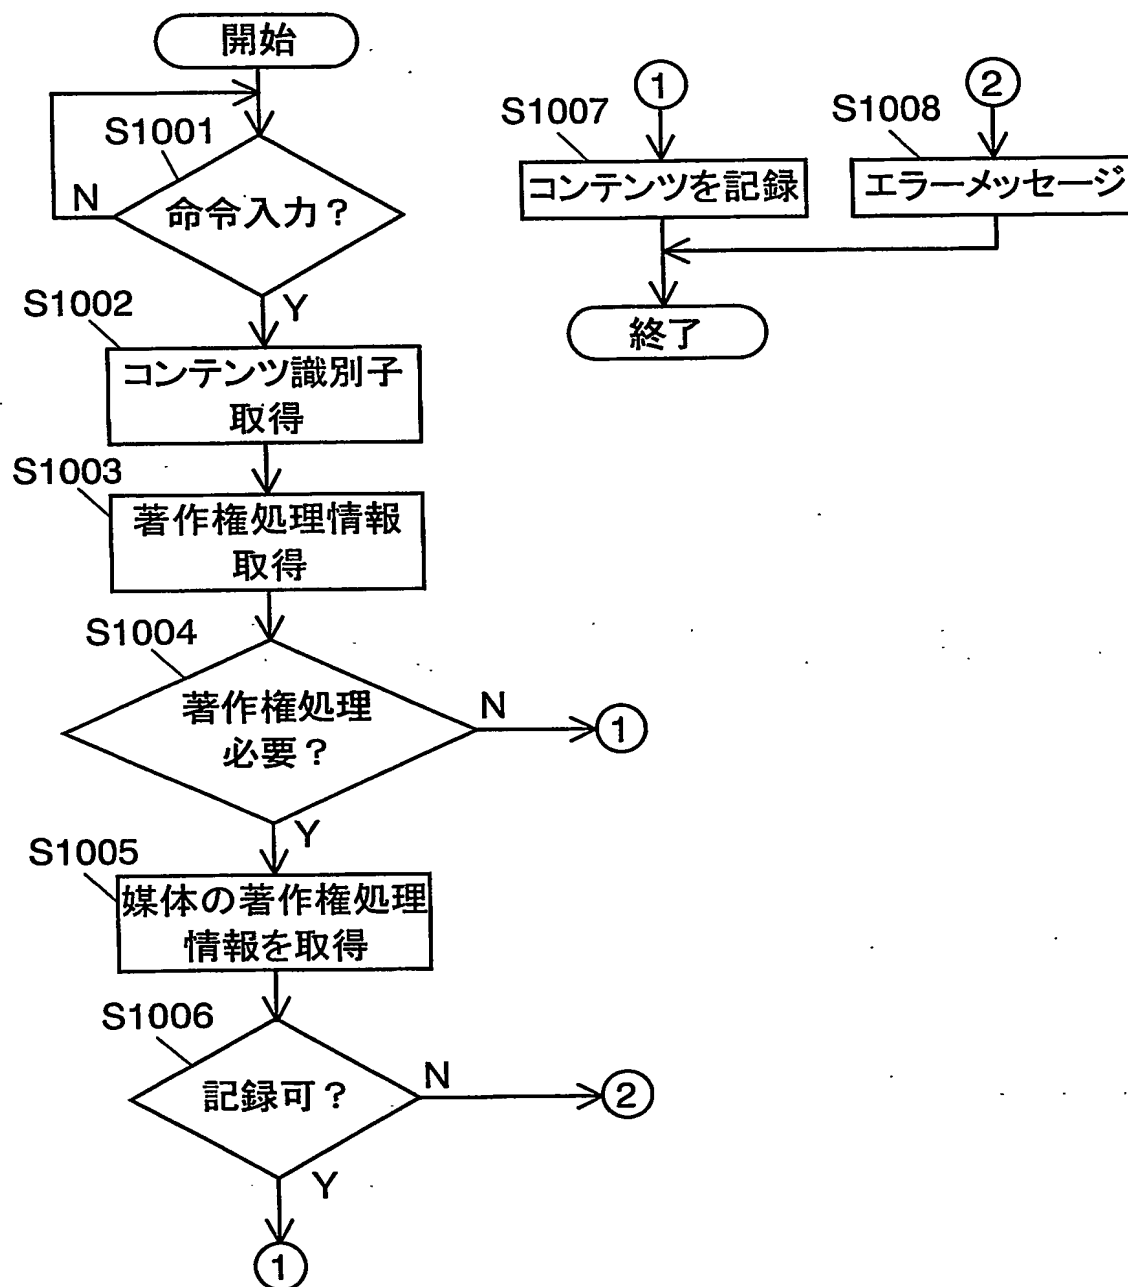 開始
S1001
N
命令入力？
Y
S1002
コンテンツ識別子
取得
S1003
著作権処理情報
取得
S1004
著作権処理
必要？
N
①
Y
S1005
媒体の著作権処理
情報を取得
S1006
記録可？
N
②
Y
①
①
S1007
コンテンツを記録
②
S1008
エラーメッセージ
終了